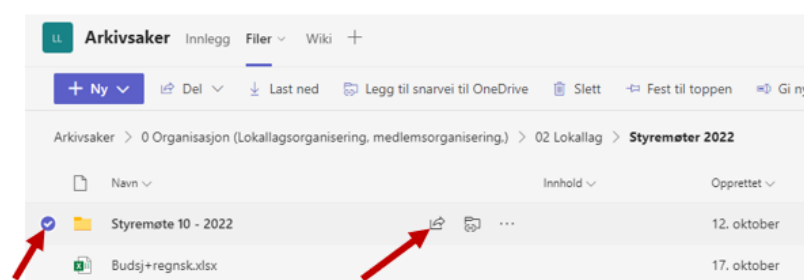 LL Arkivsaker Innlegg Filer Wiki
Ny Del Last ned Legg til snarvei til OneDrive Slett Fest til toppen Gi ny
Arkivsaker > 0 Organisasjon (Lokallagsorganisering, medlemsorganisering,) > 02 Lokallag > Styremøter 2022
Navn Innhold Opprettet
Styremøte 10 - 2022 12. oktober
Budsj+regnsk.xlsx 17. oktober